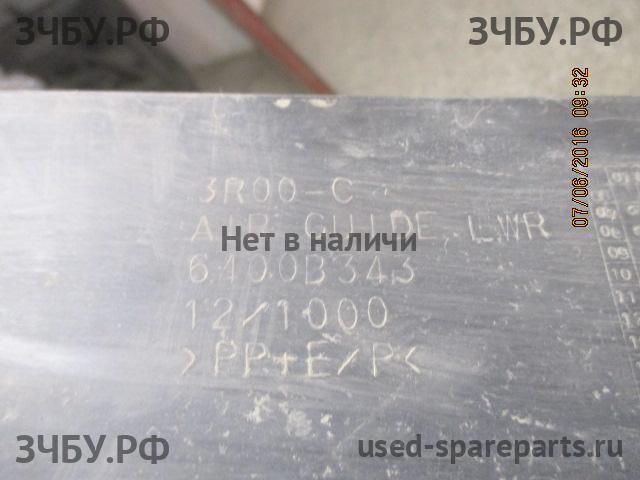 ЗЧБУ.РФ ЗЧБУ.РФ
07/06/2016 09:32
3R00-C
AIR GUIDE, LWR
Нет в наличи
6400B343
12/1000
>PP+E/P<
ЗЧБУ.РФ used-spareparts.ru